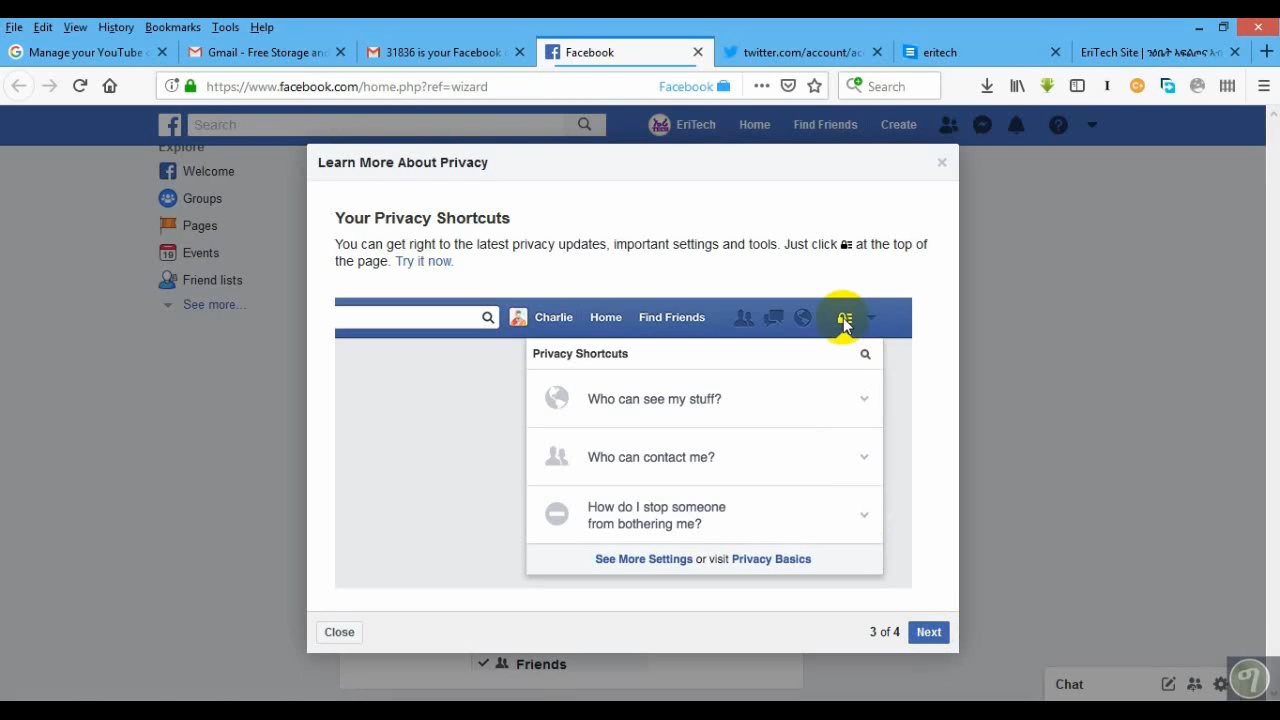 File Edit View History Bookmarks Tools Help
Manage your YouTube
Gmail - Free Storage and
31836 is your Facebook
Facebook
twitter.com/account/ac
eritech
EriTech Site |
https://www.facebook.com/home.php?ref=wizard
Facebook
Search
Search
EriTech
Home
Find Friends
Create
Explore
Welcome
Groups
Pages
Events
Friend lists
See more...
Learn More About Privacy
Your Privacy Shortcuts
You can get right to the latest privacy updates, important settings and tools. Just click at the top of
the page. Try it now.
Charlie Home Find Friends
Privacy Shortcuts
Who can see my stuff?
Who can contact me?
How do I stop someone
from bothering me?
See More Settings or visit Privacy Basics
Close
3 of 4
Next
Friends
Chat